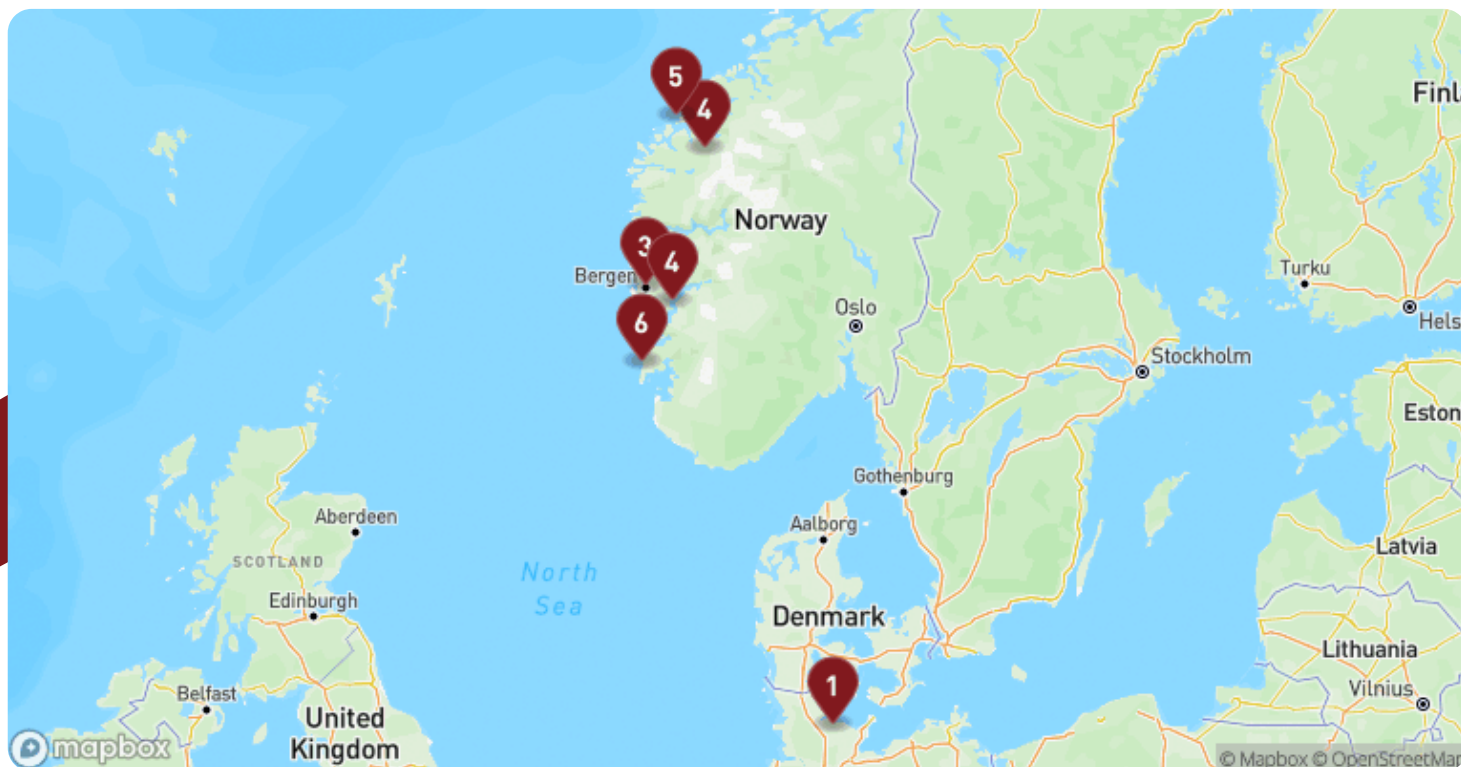 5
4
Finl
Norway
3
4
Bergen
Turku
6
Oslo
Hels
Stockholm
Eston
Gothenburg
Aberdeen
Aalborg
Latvia
SCOTLAND
North
Sea
Edinburgh
Denmark
Lithuania
1
Vilnius
Belfast
United
Kingdom
mapbox
© Mapbox © OpenStreetMap